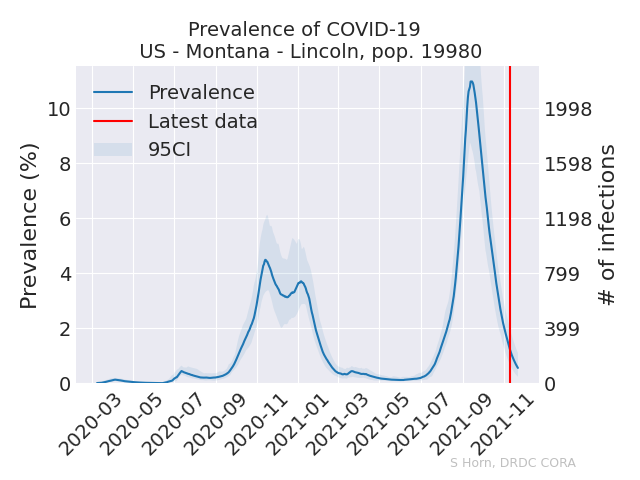 Prevalence of COVID-19
US - Montana - Lincoln, pop. 19980
Prevalence
Latest data
95CI
Prevalence (%)
10
8
6
4
2
0
# of infections
1998
1598
1198
799
399
0
2020-03
2020-05
2020-07
2020-09
2020-11
2021-01
2021-03
2021-05
2021-07
2021-09
2021-11
S Horn, DRDC CORA